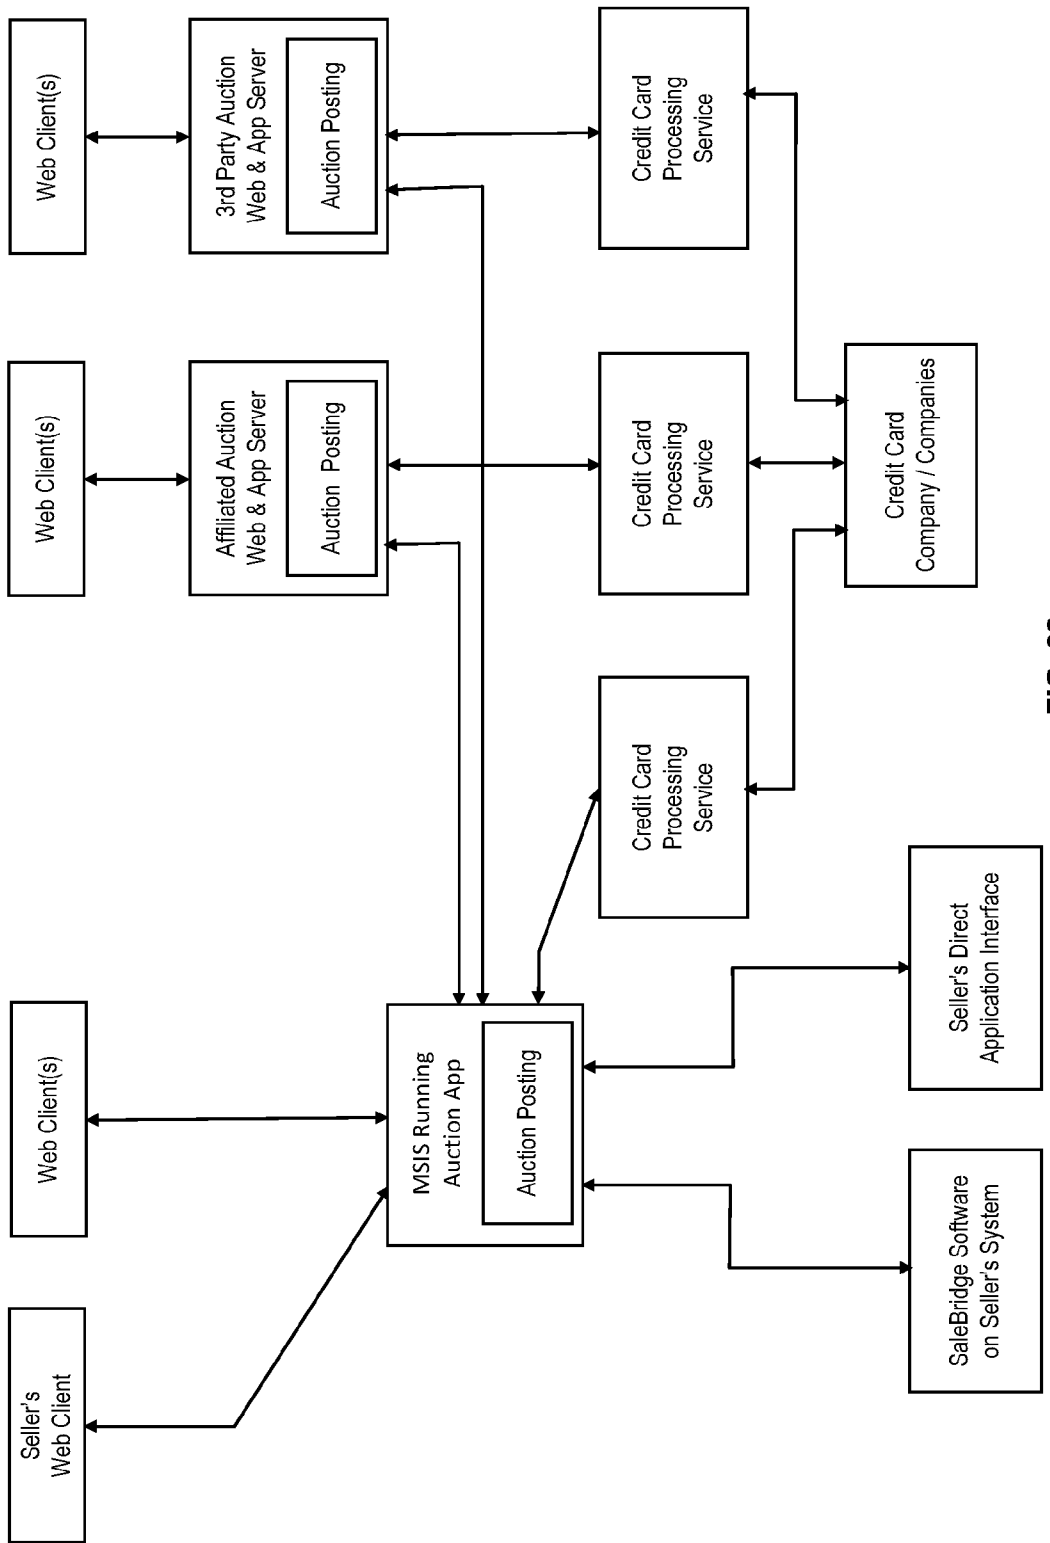 Seller's
Web Client
Web Client(s)
Web Client(s)
Web Client(s)
MSIS Running
Auction App
Auction Posting
Affiliated Auction
Web & App Server
Auction Posting
3rd Party Auction
Web & App Server
Auction Posting
Credit Card
Processing
Service
Credit Card
Processing
Service
Credit Card
Processing
Service
SaleBridge Software
on Seller's System
Seller's Direct
Application Interface
Credit Card
Company / Companies